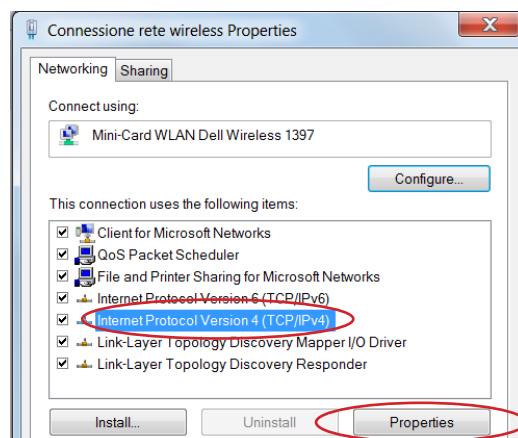 Connessione rete wireless Properties
Networking Sharing
Connect using:
Mini-Card WLAN Dell Wireless 1397
Configure...
This connection uses the following items:
Client for Microsoft Networks
QoS Packet Scheduler
File and Printer Sharing for Microsoft Networks
Internet Protocol Version 6 (TCP/IPv6)
Internet Protocol Version 4 (TCP/IPv4)
Link-Layer Topology Discovery Mapper I/O Driver
Link-Layer Topology Discovery Responder
Install... Uninstall Properties